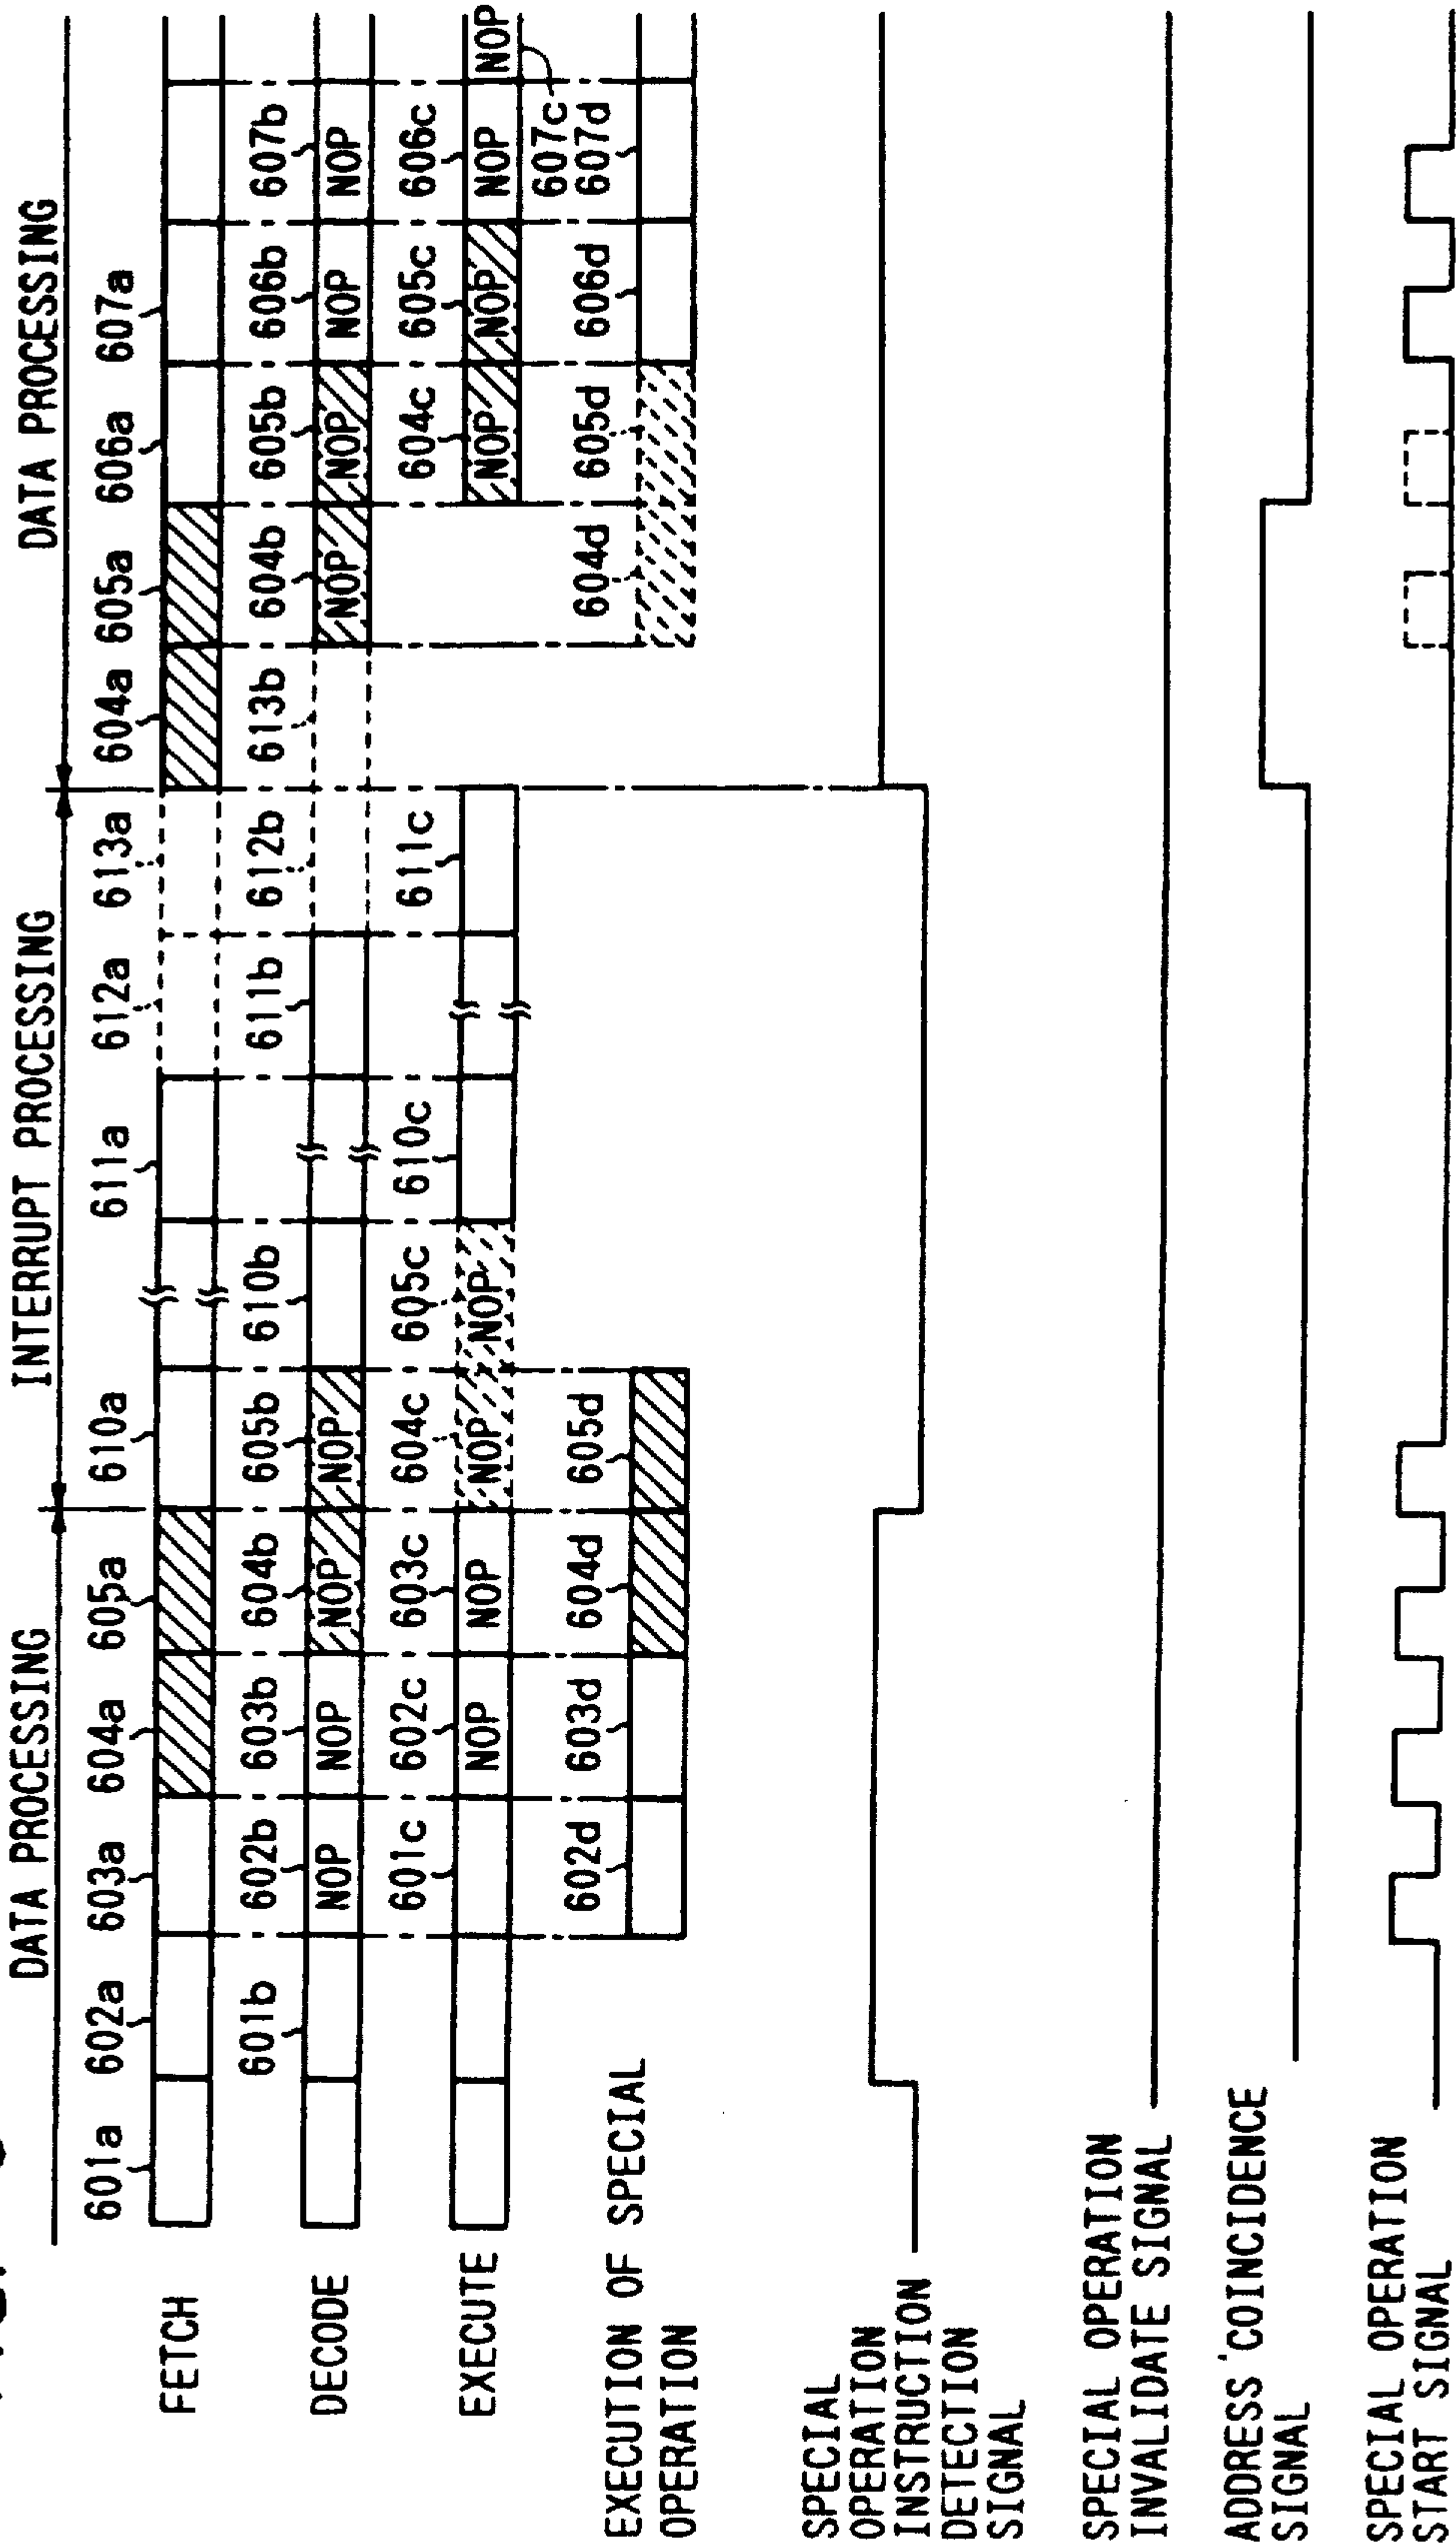 DATA PROCESSING INTERRUPT PROCESSING DATA PROCESSING
601a 602a 603a 604a 605a 610a 611a 612a 613a 604a 605a 606a 607a
FETCH
601b 602b 603b 604b 605b 610b 611b 612b 613b 604b 605b 606b 607b
DECODE NOP NOP NOP NOP NOP NOP NOP NOP
601c 602c 603c 604c 605c 610c 611c 604c 605c 606c
EXECUTE NOP NOP NOP NOP NOP NOP NOP NOP
607c
602d 603d 604d 605d 604d 605d 606d 607d
EXECUTION OF SPECIAL
OPERATION
SPECIAL
OPERATION
INSTRUCTION
DETECTION
SIGNAL
SPECIAL OPERATION
INVALIDATE SIGNAL
ADDRESS COINCIDENCE
SIGNAL
SPECIAL OPERATION
START SIGNAL